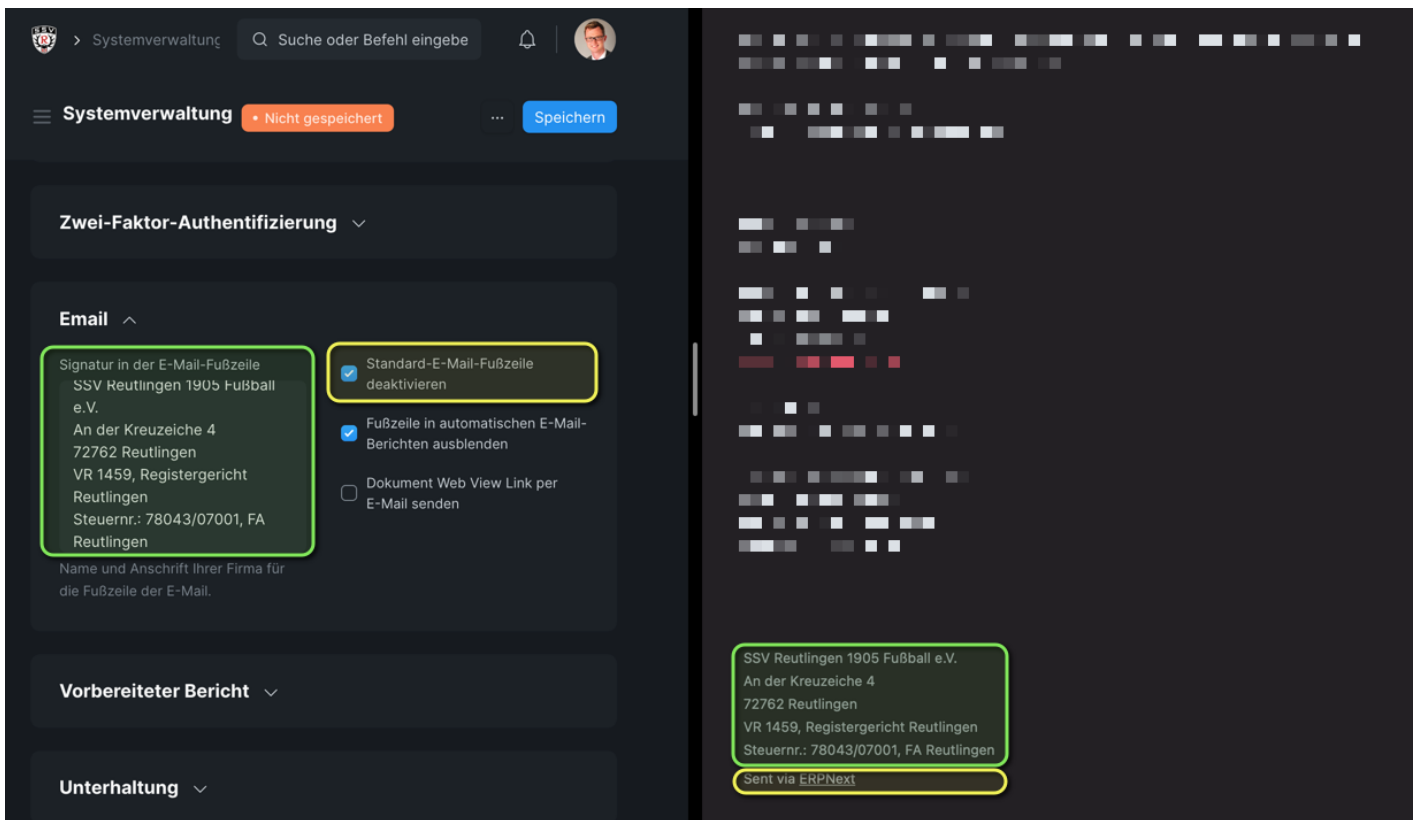 SSV
R
> Systemverwaltung
Suche oder Befehl eingebe
Systemverwaltung
• Nicht gespeichert
...
Speichern
Zwei-Faktor-Authentifizierung
Email
Signatur in der E-Mail-Fußzeile
SSV Reutlingen 1905 Fußball
e.V.
An der Kreuzeiche 4
72762 Reutlingen
VR 1459, Registergericht
Reutlingen
Steuernr.: 78043/07001, FA
Reutlingen
Name und Anschrift Ihrer Firma für
die Fußzeile der E-Mail.
Standard-E-Mail-Fußzeile
deaktivieren
Fußzeile in automatischen E-Mail-
Berichten ausblenden
Dokument Web View Link per
E-Mail senden
Vorbereiteter Bericht
Unterhaltung
SSV Reutlingen 1905 Fußball e.V.
An der Kreuzeiche 4
72762 Reutlingen
VR 1459, Registergericht Reutlingen
Steuernr.: 78043/07001, FA Reutlingen
Sent via ERPNext